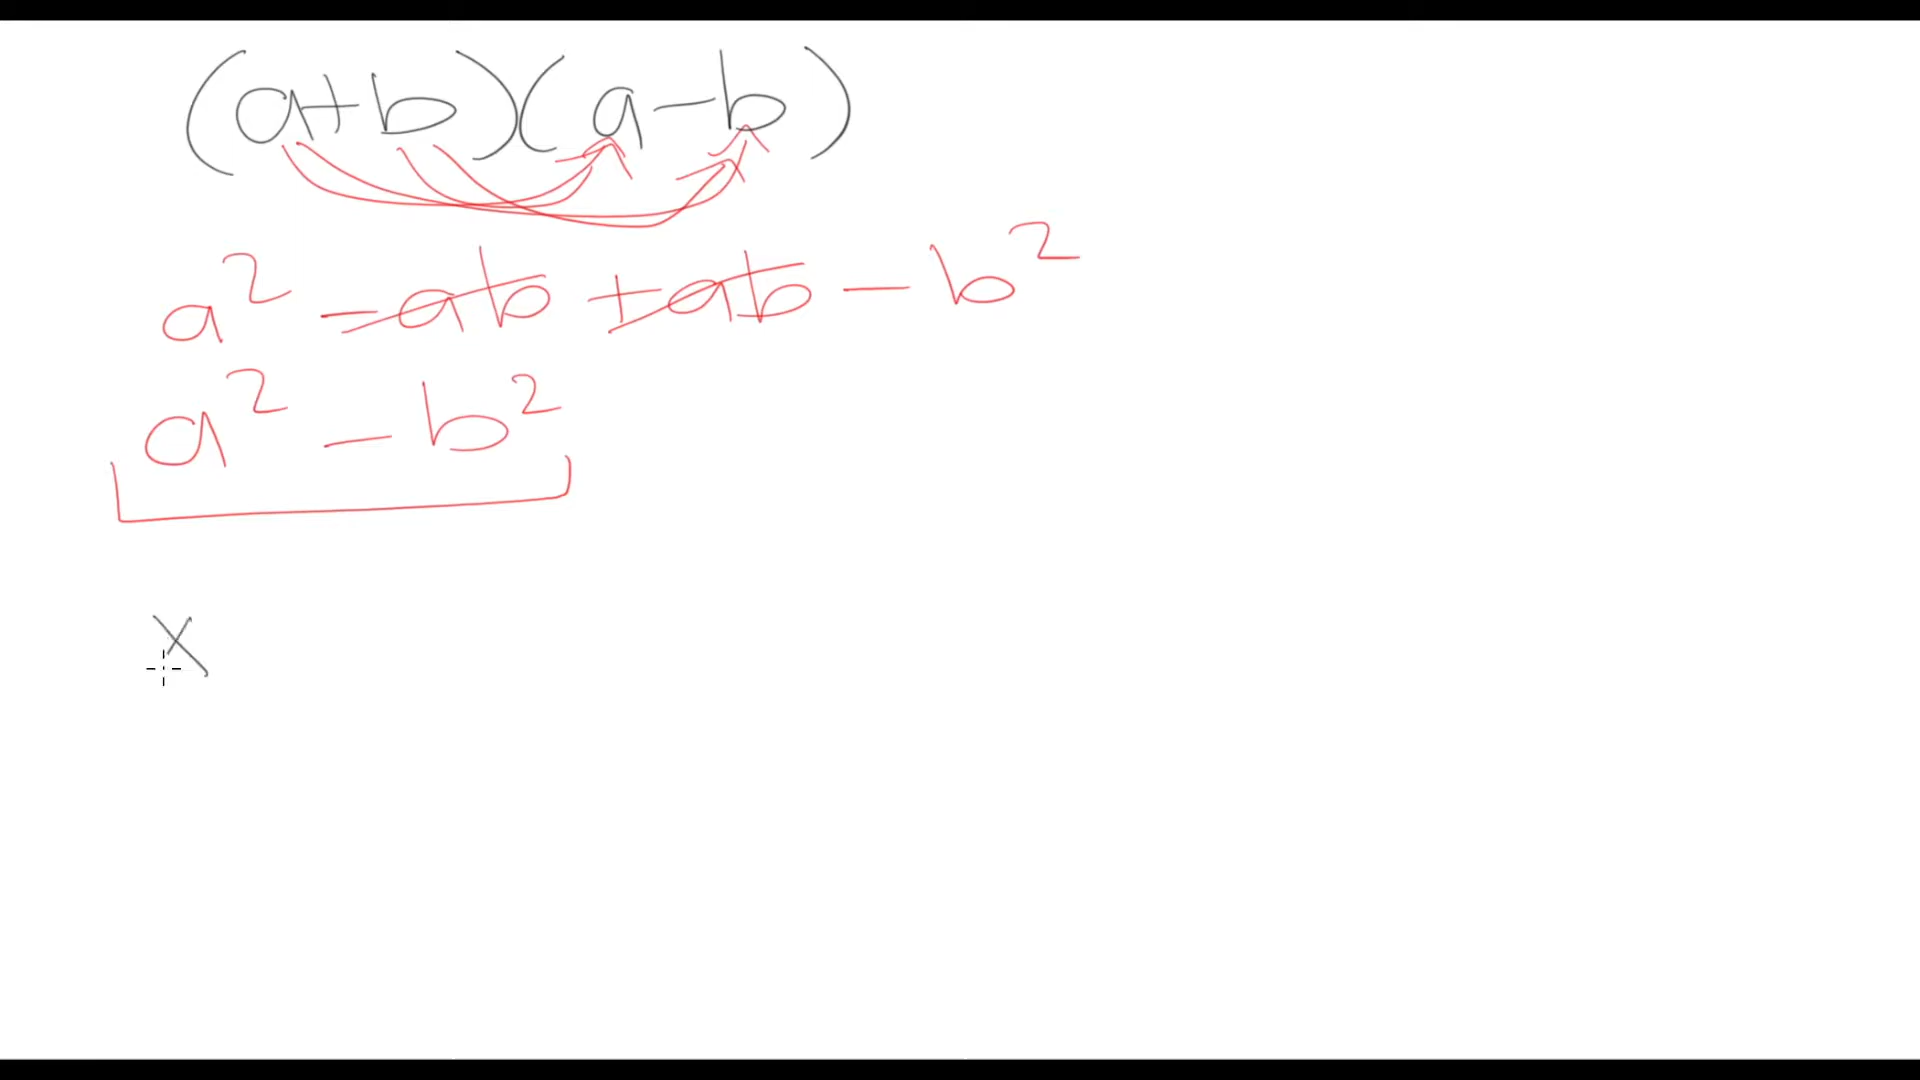 (a+b)(a-b)
a² - ab + ab - b²
a² - b²
x